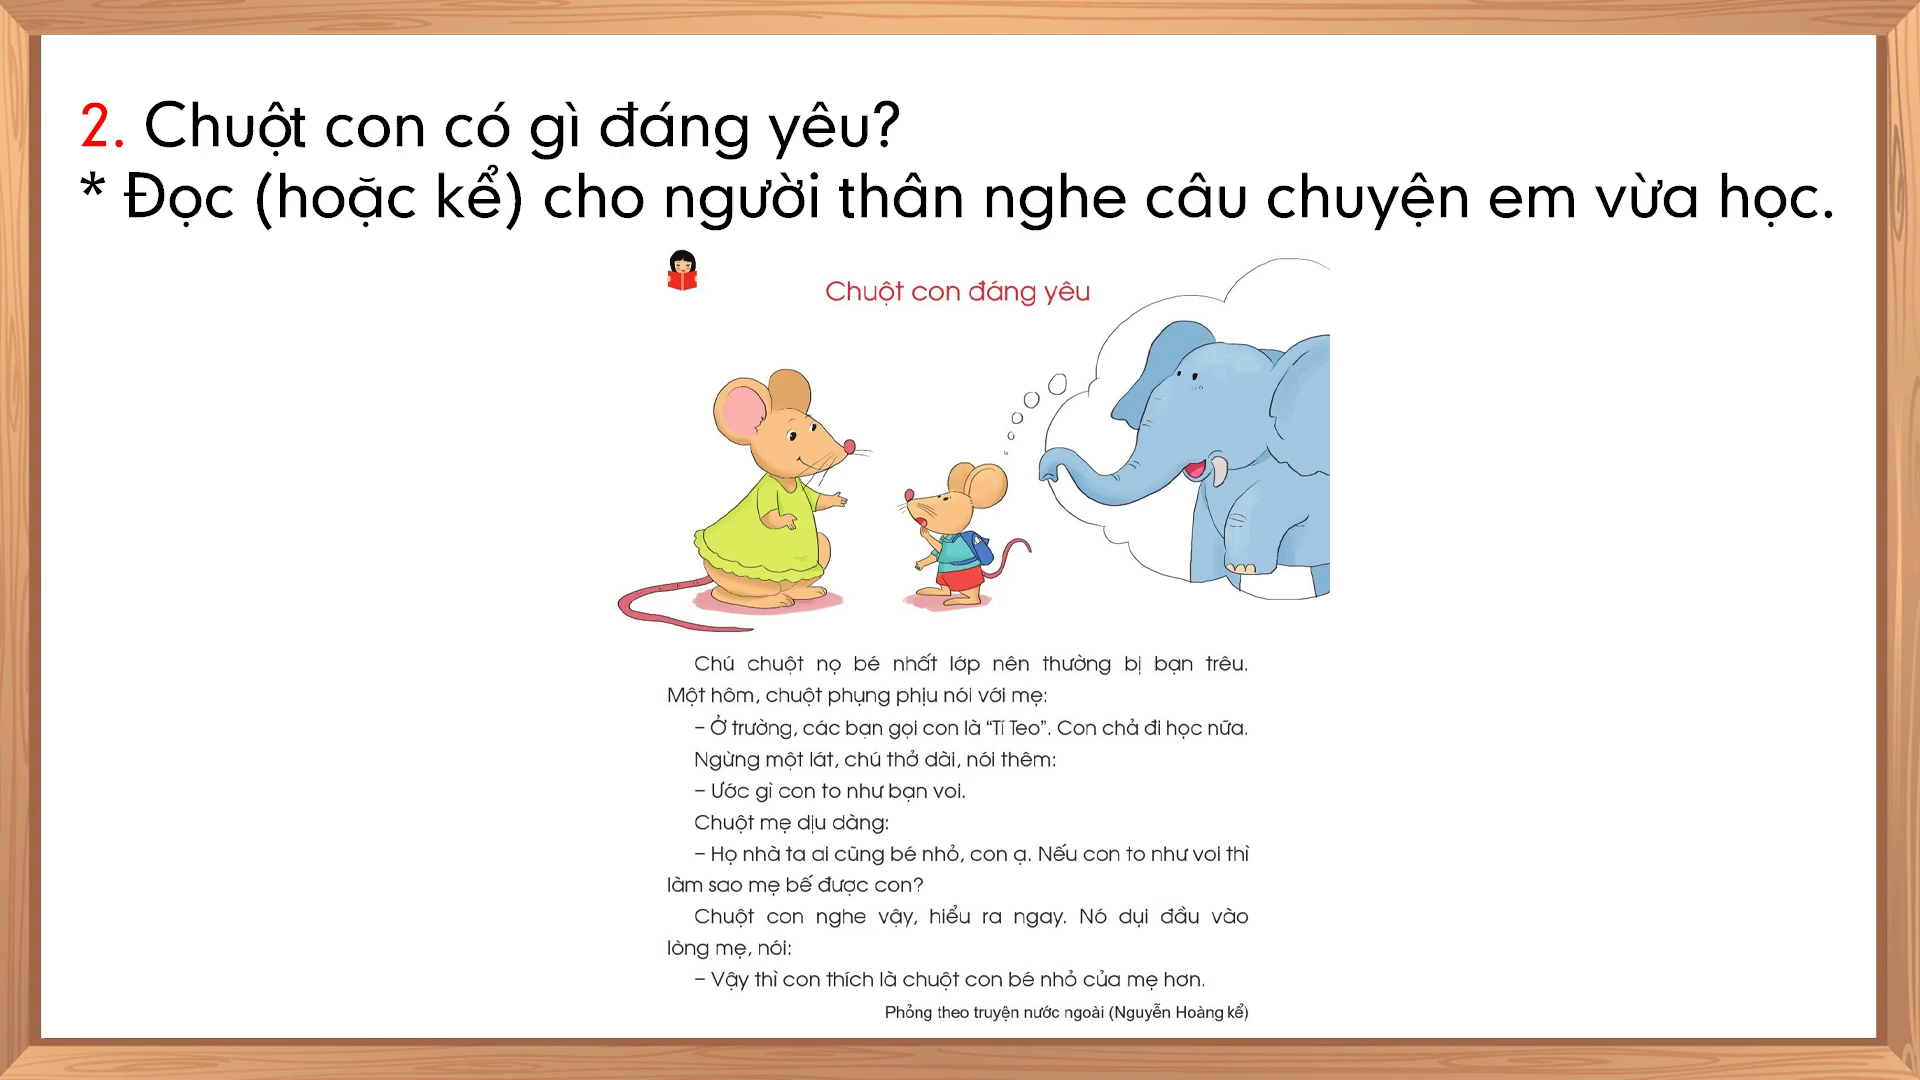 2. Chuột con có gì đáng yêu?
* Đọc (hoặc kể) cho người thân nghe câu chuyện em vừa học.
Chuột con đáng yêu
Chú chuột nọ bé nhất lớp nên thường bị bạn trêu.
Một hôm, chuột phụng phịu nói với mẹ:
– Ở trường, các bạn gọi con là “Tí Teo”. Con chả đi học nữa.
Ngừng một lát, chú thở dài, nói thêm:
– Ước gì con to như bạn voi.
Chuột mẹ dịu dàng:
– Họ nhà ta ai cũng bé nhỏ, con ạ. Nếu con to như voi thì
làm sao mẹ bế được con?
Chuột con nghe vậy, hiểu ra ngay. Nó dụi đầu vào
lòng mẹ, nói:
– Vậy thì con thích là chuột con bé nhỏ của mẹ hơn.
Phỏng theo truyện nước ngoài (Nguyễn Hoàng kể)